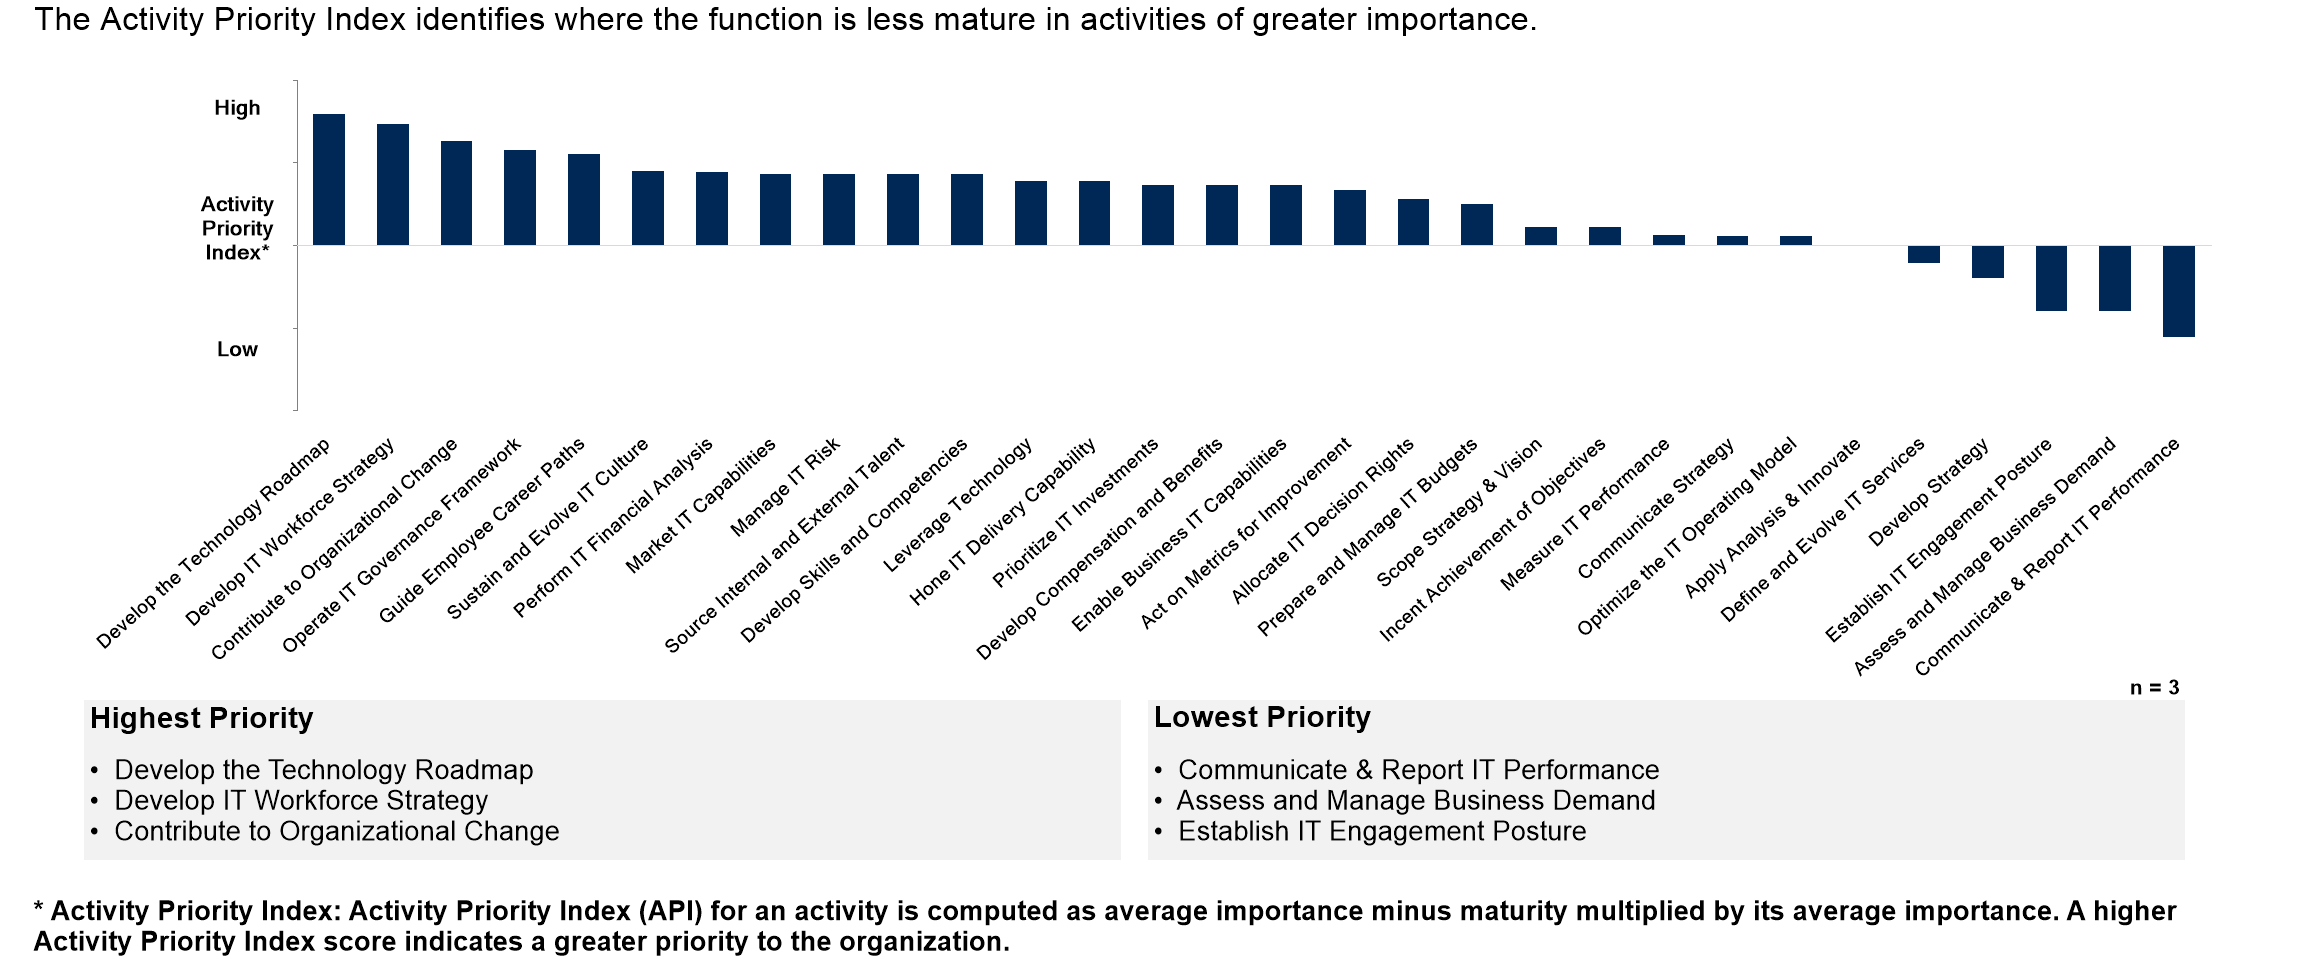 The Activity Priority Index identifies where the function is less mature in activities of greater importance.
High
Activity
Priority
Index*
Low
Develop the Technology Roadmap
Develop IT Workforce Strategy
Contribute to Organizational Change
Operate IT Governance Framework
Guide Employee Career Paths
Sustain and Evolve IT Culture
Perform IT Financial Analysis
Market IT Capabilities
Manage IT Risk
Source Internal and External Talent
Develop Skills and Competencies
Leverage Technology
Hone IT Delivery Capability
Prioritize IT Investments
Develop Compensation and Benefits
Enable Business IT Capabilities
Act on Metrics for Improvement
Allocate IT Decision Rights
Prepare and Manage IT Budgets
Scope Strategy & Vision
Incent Achievement of Objectives
Measure IT Performance
Communicate Strategy
Optimize the IT Operating Model
Apply Analysis & Innovate
Define and Evolve IT Services
Develop Strategy
Establish IT Engagement Posture
Assess and Manage Business Demand
Communicate & Report IT Performance
n = 3
Highest Priority
• Develop the Technology Roadmap
• Develop IT Workforce Strategy
• Contribute to Organizational Change
Lowest Priority
• Communicate & Report IT Performance
• Assess and Manage Business Demand
• Establish IT Engagement Posture
* Activity Priority Index: Activity Priority Index (API) for an activity is computed as average importance minus maturity multiplied by its average importance. A higher
Activity Priority Index score indicates a greater priority to the organization.